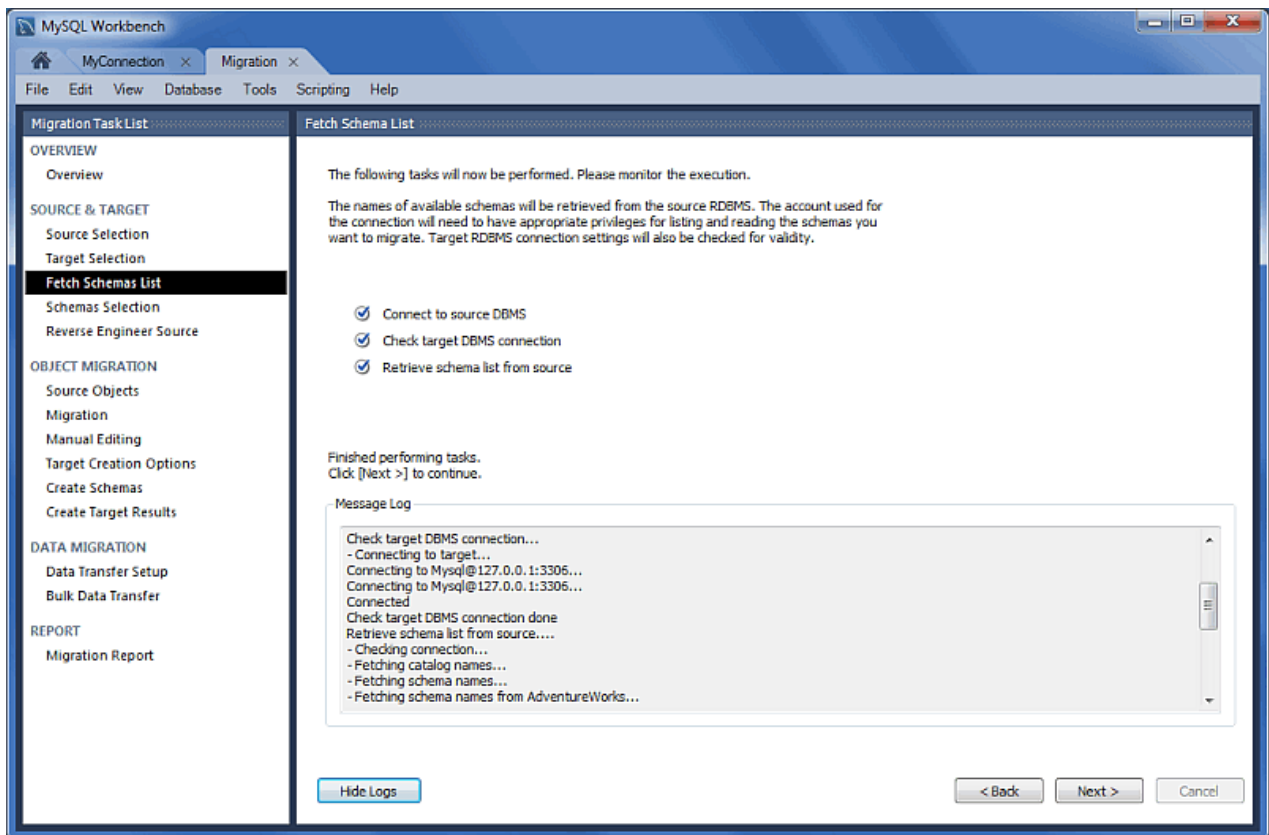 MySQL Workbench
MyConnection
Migration
File Edit View Database Tools Scripting Help
Migration Task List
OVERVIEW
Overview
SOURCE & TARGET
Source Selection
Target Selection
Fetch Schemas List
Schemas Selection
Reverse Engineer Source
OBJECT MIGRATION
Source Objects
Migration
Manual Editing
Target Creation Options
Create Schemas
Create Target Results
DATA MIGRATION
Data Transfer Setup
Bulk Data Transfer
REPORT
Migration Report
Fetch Schema List
The following tasks will now be performed. Please monitor the execution.
The names of available schemas will be retrieved from the source RDBMS. The account used for
the connection will need to have appropriate privileges for listing and reading the schemas you
want to migrate. Target RDBMS connection settings will also be checked for validity.
Connect to source DBMS
Check target DBMS connection
Retrieve schema list from source
Finished performing tasks.
Click [Next >] to continue.
Message Log
Check target DBMS connection...
- Connecting to target...
Connecting to Mysql@127.0.0.1:3306...
Connecting to Mysql@127.0.0.1:3306...
Connected
Check target DBMS connection done
Retrieve schema list from source....
- Checking connection...
- Fetching catalog names...
- Fetching schema names...
- Fetching schema names from AdventureWorks...
Hide Logs
< Back
Next >
Cancel